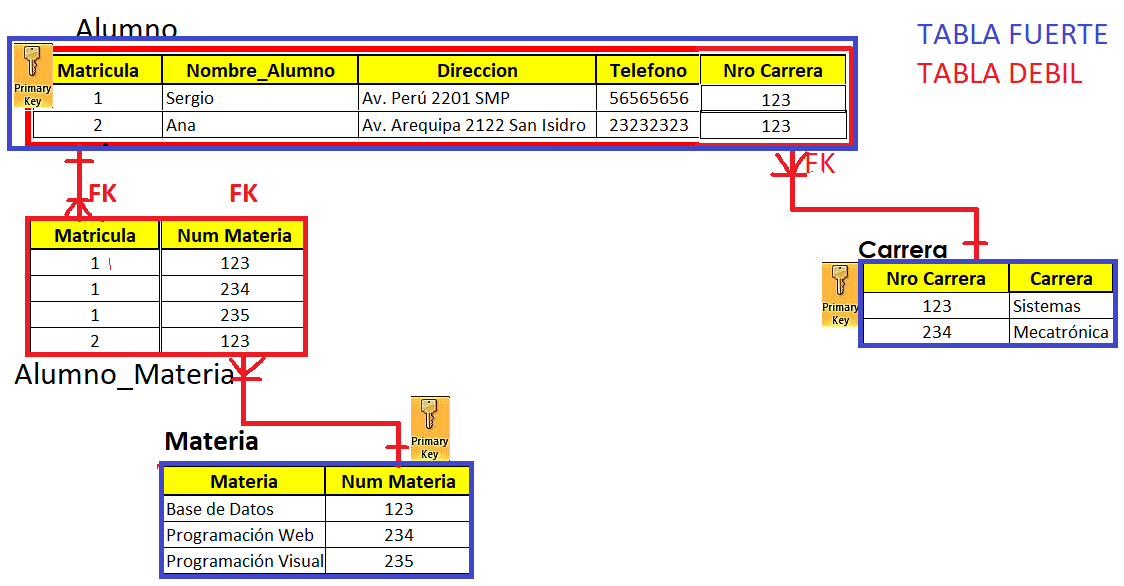 Alumno
TABLA FUERTE
TABLA DEBIL
Primary
Key
Matricula Nombre_Alumno Direccion Telefono Nro Carrera
1 Sergio Av. Perú 2201 SMP 56565656 123
2 Ana Av. Arequipa 2122 San Isidro 23232323 123
FK
FK FK
Matricula Num Materia
1 123
1 234
1 235
2 123
Alumno_Materia
Carrera
Primary
Key
Nro Carrera Carrera
123 Sistemas
234 Mecatrónica
Primary
Key
Materia
Materia Num Materia
Base de Datos 123
Programación Web 234
Programación Visual 235